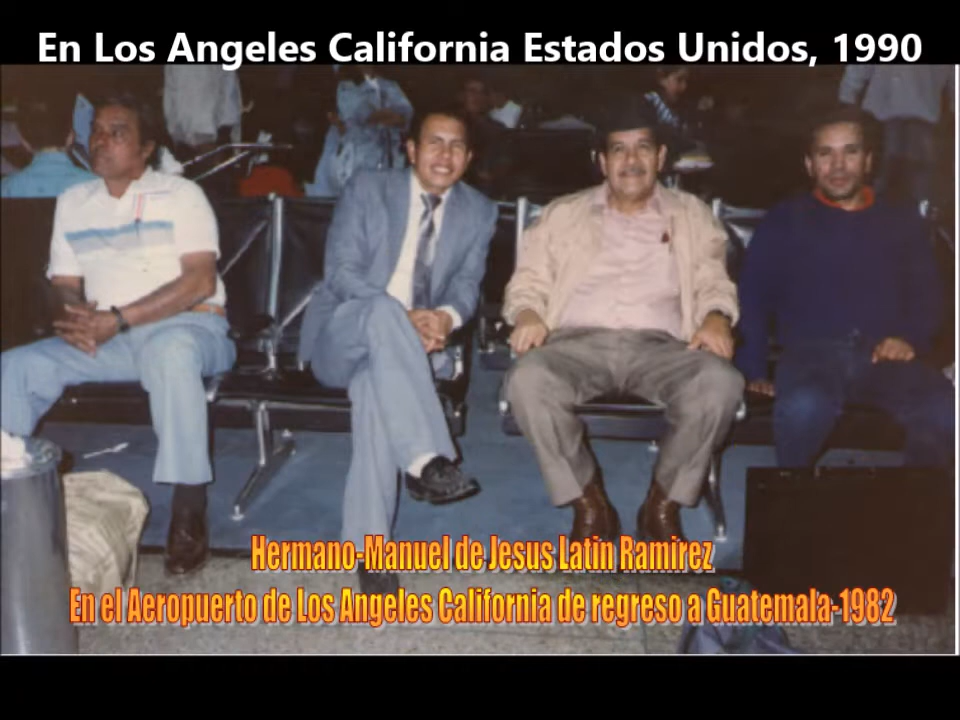 En Los Angeles California Estados Unidos, 1990
Hermano-Manuel de Jesus Latin Ramirez
En el Aeropuerto de Los Angeles California de regreso a Guatemala-1982